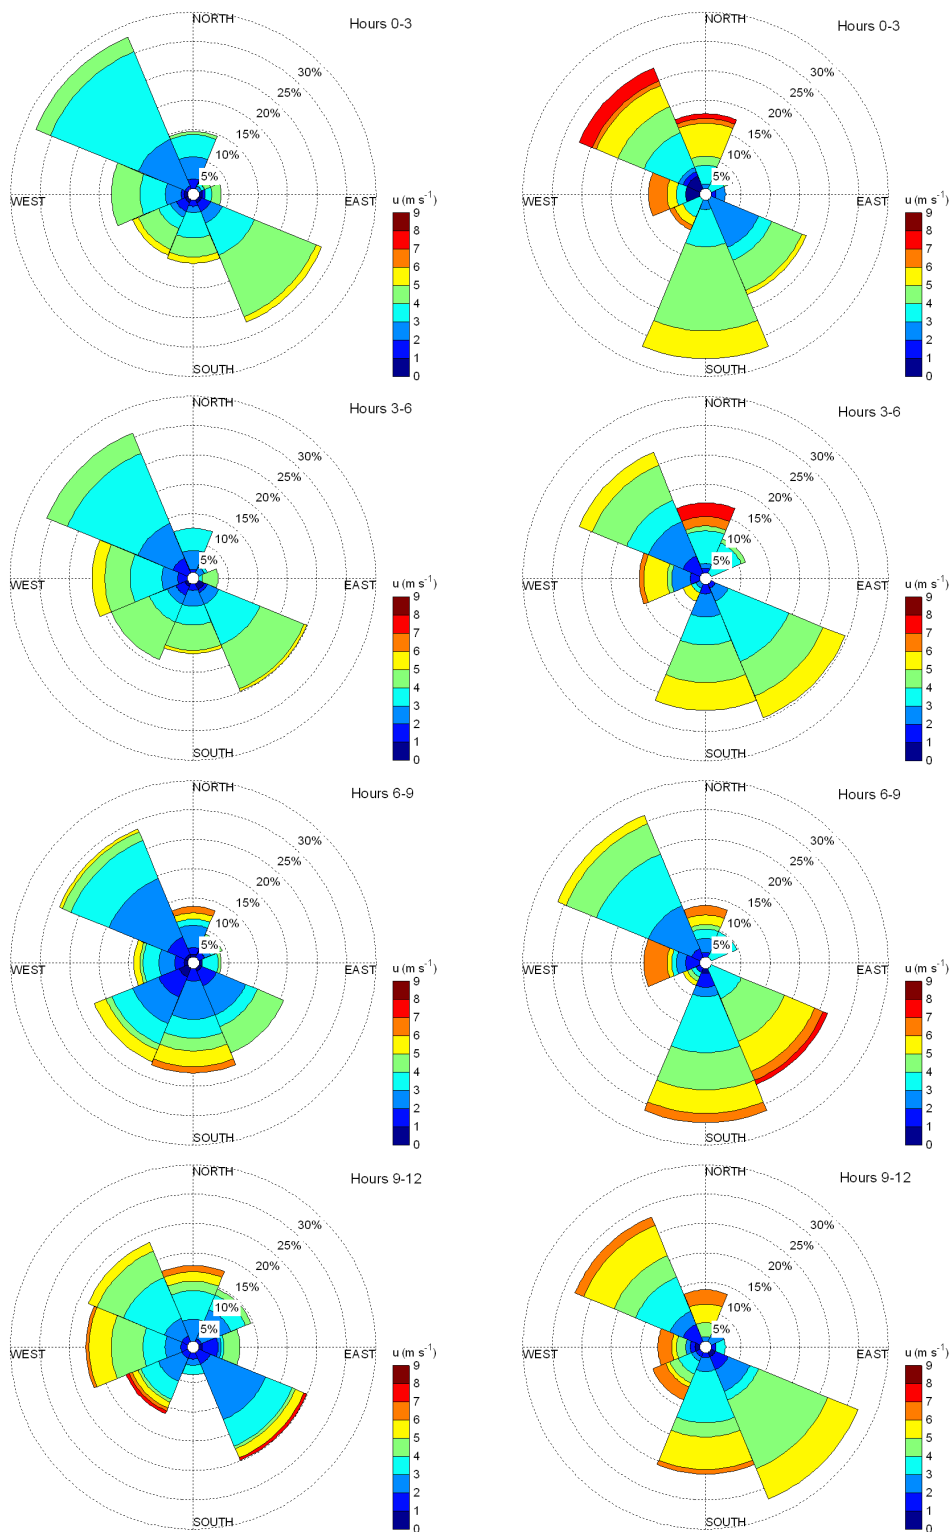 NORTH
Hours 0-3
30%
25%
20%
15%
10%
5%
WEST
EAST
SOUTH
u (m s-1)
9
8
7
6
5
4
3
2
1
0
NORTH
Hours 0-3
30%
25%
20%
15%
10%
5%
WEST
EAST
SOUTH
u (m s-1)
9
8
7
6
5
4
3
2
1
0
NORTH
Hours 3-6
30%
25%
20%
15%
10%
5%
WEST
EAST
SOUTH
u (m s-1)
9
8
7
6
5
4
3
2
1
0
NORTH
Hours 3-6
30%
25%
20%
15%
10%
5%
WEST
EAST
SOUTH
u (m s-1)
9
8
7
6
5
4
3
2
1
0
NORTH
Hours 6-9
30%
25%
20%
15%
10%
5%
WEST
EAST
SOUTH
u (m s-1)
9
8
7
6
5
4
3
2
1
0
NORTH
Hours 6-9
30%
25%
20%
15%
10%
5%
WEST
EAST
SOUTH
u (m s-1)
9
8
7
6
5
4
3
2
1
0
NORTH
Hours 9-12
30%
25%
20%
15%
10%
5%
WEST
EAST
SOUTH
u (m s-1)
9
8
7
6
5
4
3
2
1
0
NORTH
Hours 9-12
30%
25%
20%
15%
10%
5%
WEST
EAST
SOUTH
u (m s-1)
9
8
7
6
5
4
3
2
1
0